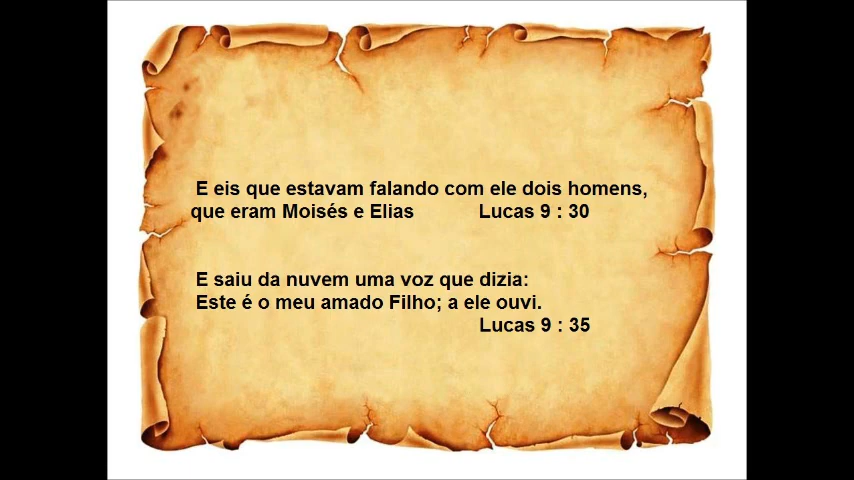 E eis que estavam falando com ele dois homens,
que eram Moisés e Elias Lucas 9 : 30
E saiu da nuvem uma voz que dizia:
Este é o meu amado Filho; a ele ouvi.
Lucas 9 : 35